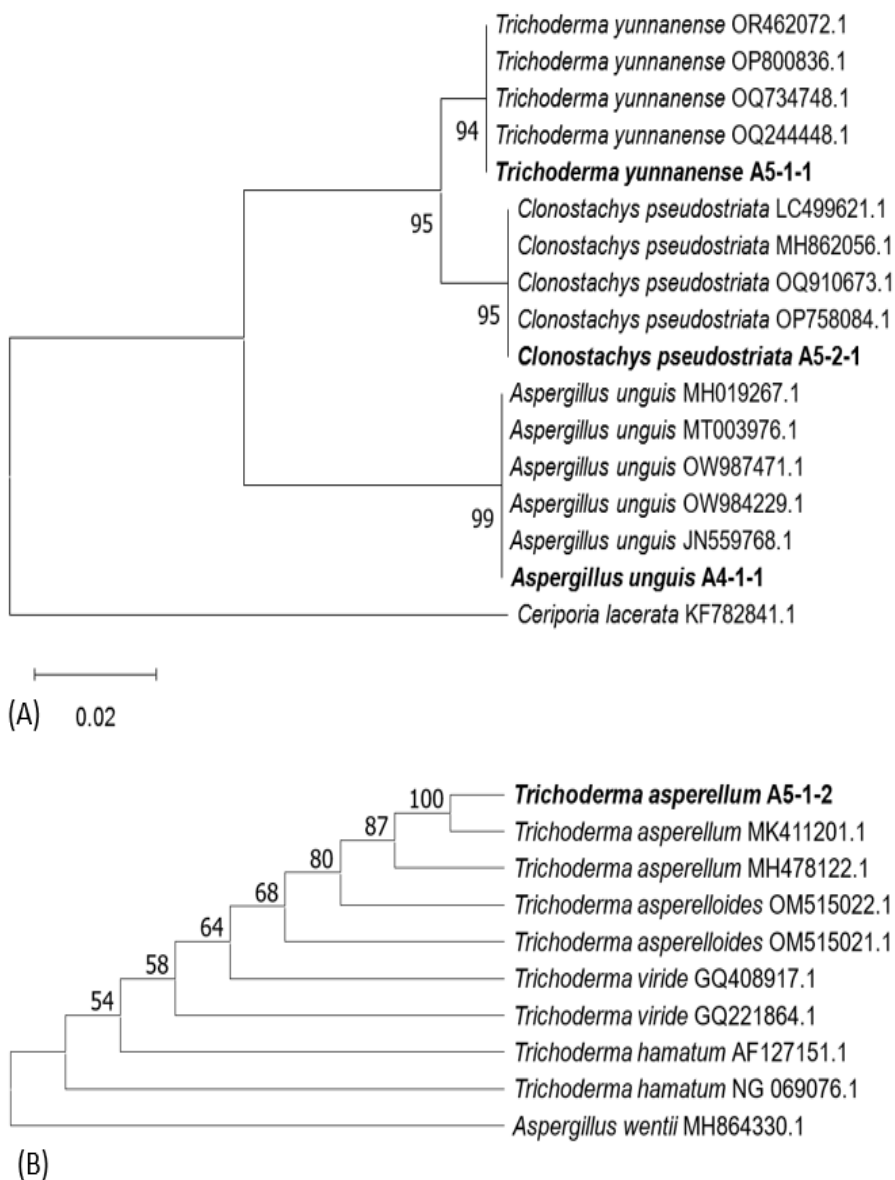 Trichoderma yunnanense OR462072.1
Trichoderma yunnanense OP800836.1
Trichoderma yunnanense OQ734748.1
Trichoderma yunnanense OQ244448.1
94
Trichoderma yunnanense A5-1-1
Clonostachys pseudostriata LC499621.1
95
Clonostachys pseudostriata MH862056.1
Clonostachys pseudostriata OQ910673.1
Clonostachys pseudostriata OP758084.1
95
Clonostachys pseudostriata A5-2-1
Aspergillus unguis MH019267.1
Aspergillus unguis MT003976.1
Aspergillus unguis OW987471.1
Aspergillus unguis OW984229.1
99
Aspergillus unguis JN559768.1
Aspergillus unguis A4-1-1
Ceriporia lacerata KF782841.1
(A)
0.02
100
Trichoderma asperellum A5-1-2
87
Trichoderma asperellum MK411201.1
80
Trichoderma asperellum MH478122.1
68
Trichoderma asperelloides OM515022.1
64
Trichoderma asperelloides OM515021.1
58
Trichoderma viride GQ408917.1
54
Trichoderma viride GQ221864.1
Trichoderma hamatum AF127151.1
Trichoderma hamatum NG 069076.1
Aspergillus wentii MH864330.1
(B)